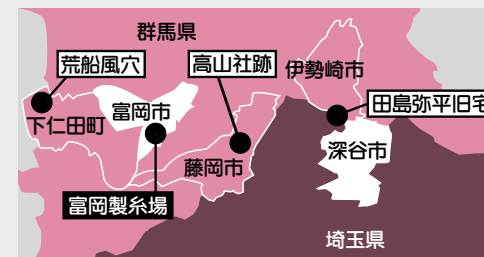 群馬県
荒船風穴
高山社跡
伊勢崎市
田島弥平旧宅
富岡市
下仁田町
深谷市
藤岡市
富岡製糸場
埼玉県